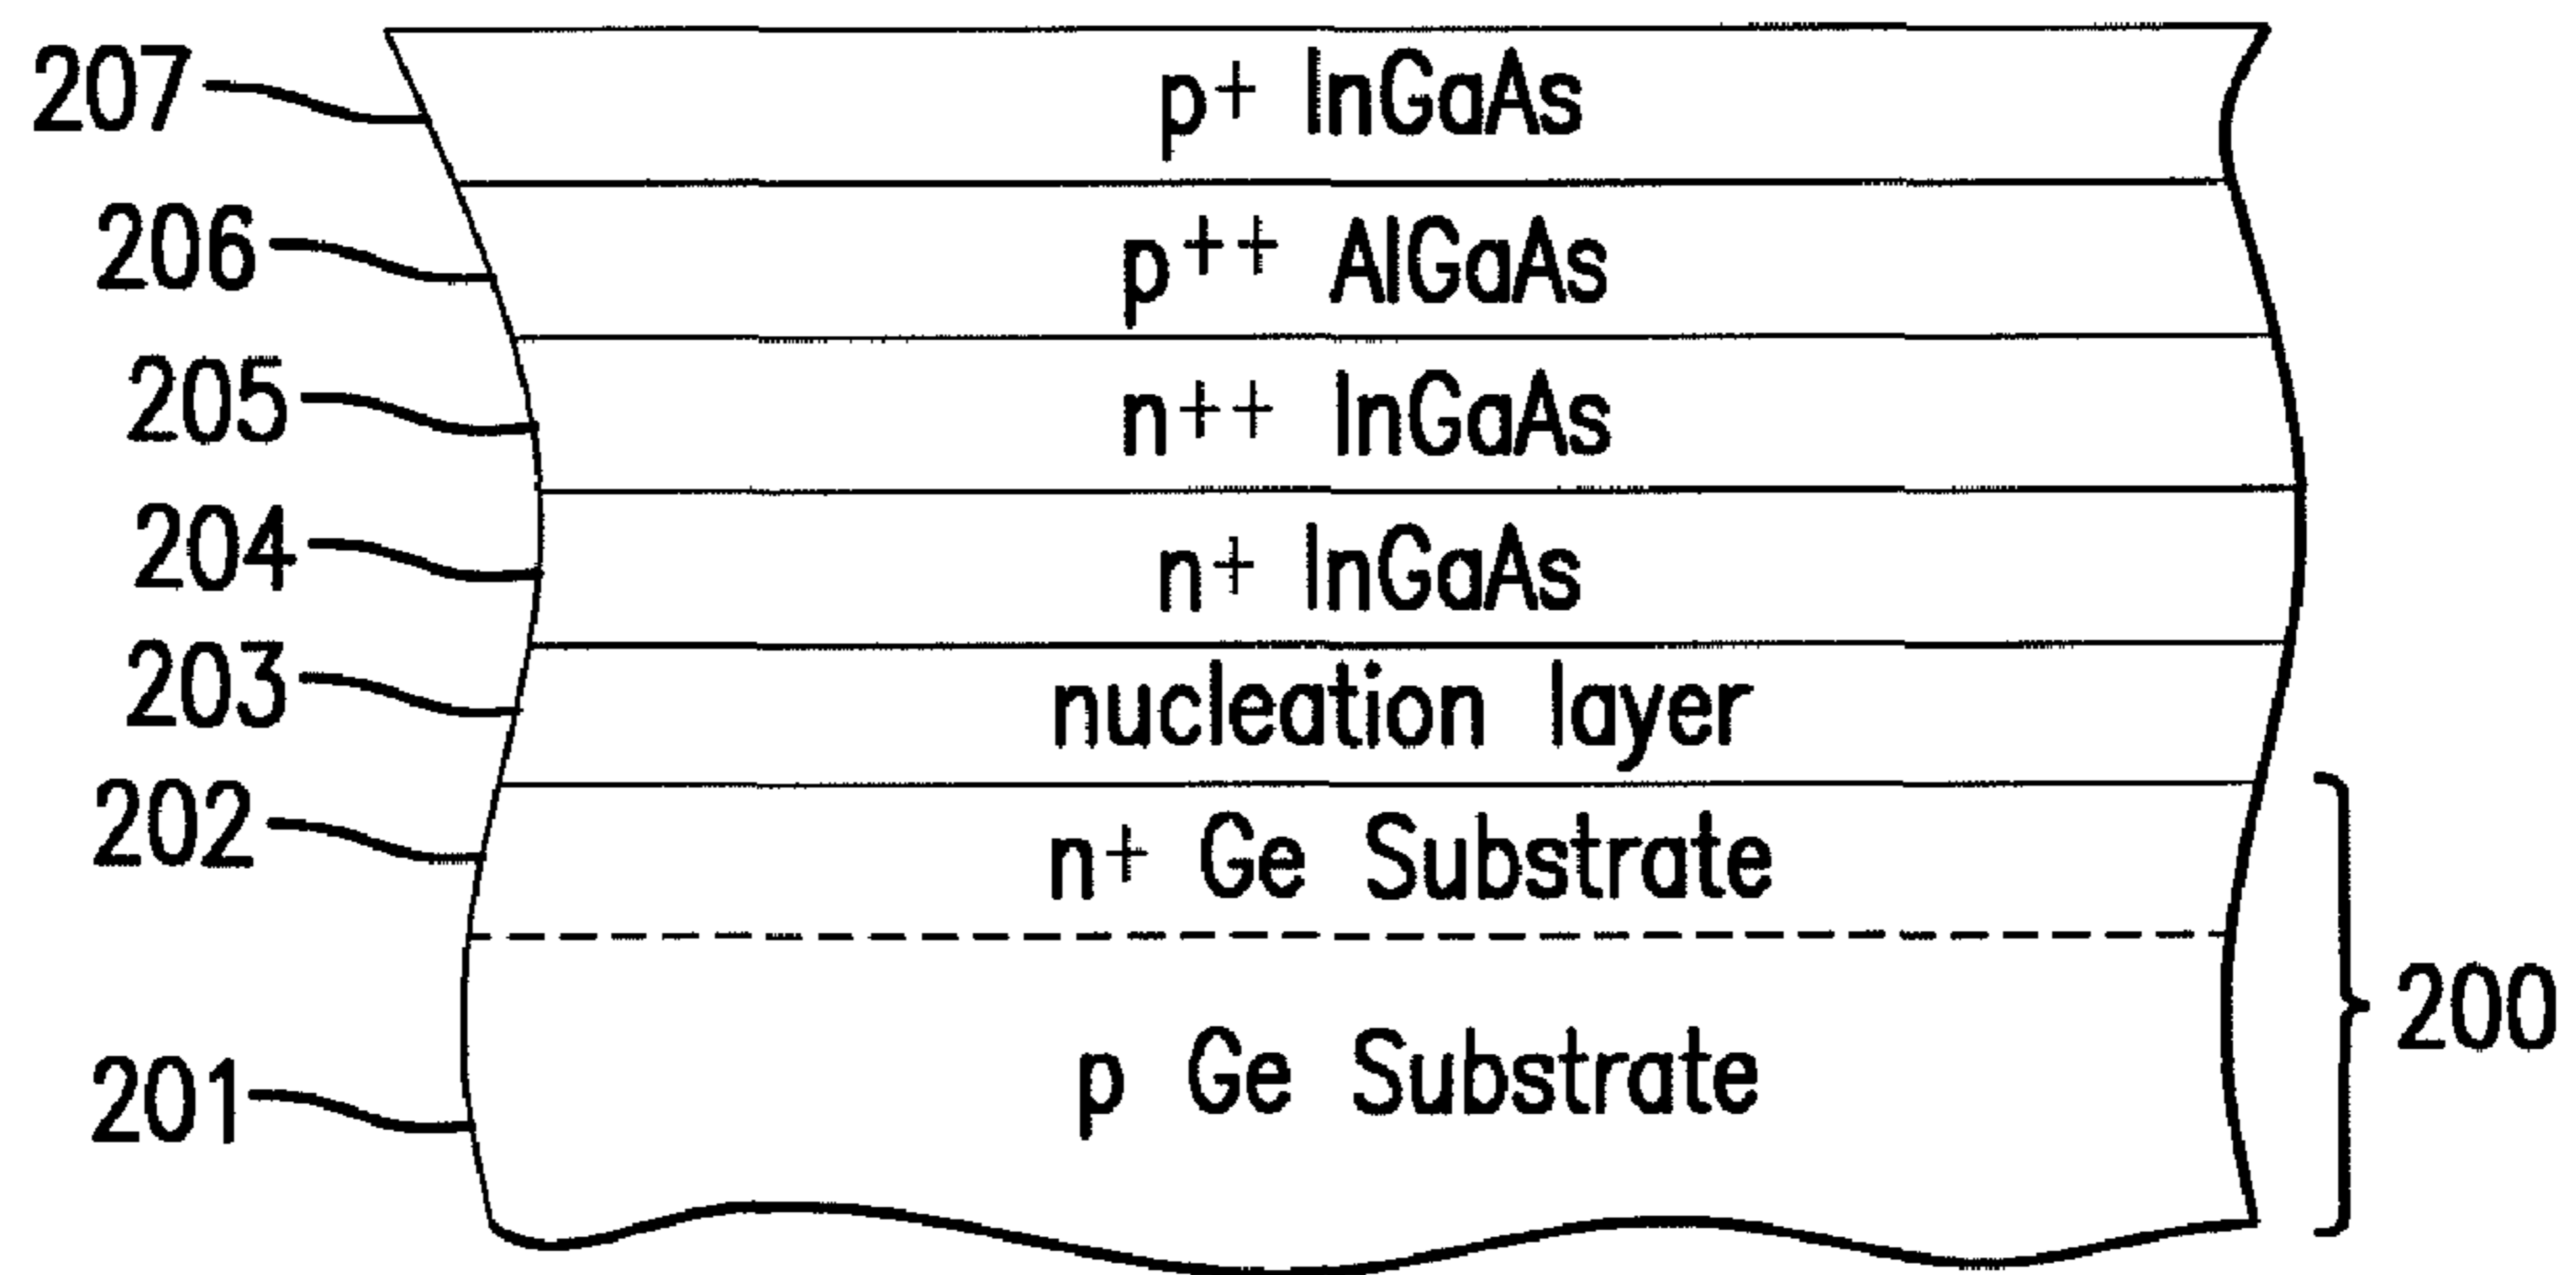 207 p+ InGaAs
206 p++ AlGaAs
205 n++ InGaAs
204 n+ InGaAs
203 nucleation layer
202 n+ Ge Substrate
200
201 p Ge Substrate